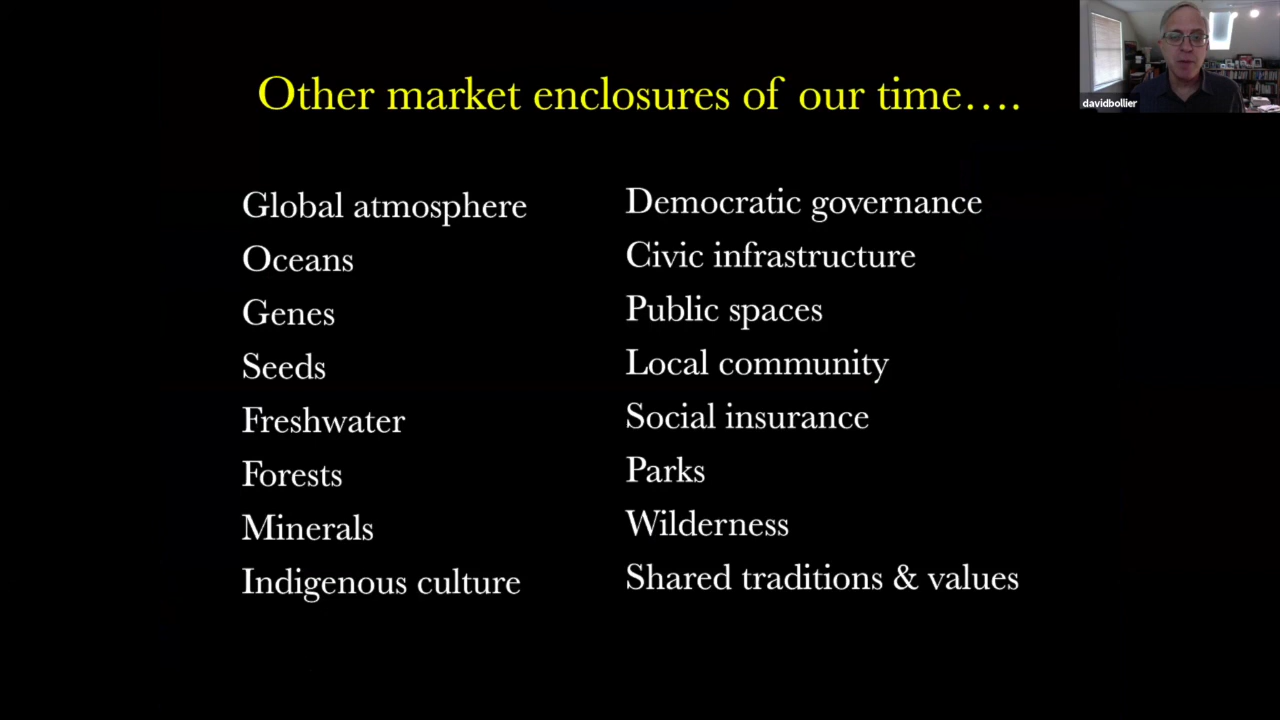 Other market enclosures of our time….
davidbollier
Global atmosphere
Oceans
Genes
Seeds
Freshwater
Forests
Minerals
Indigenous culture
Democratic governance
Civic infrastructure
Public spaces
Local community
Social insurance
Parks
Wilderness
Shared traditions & values